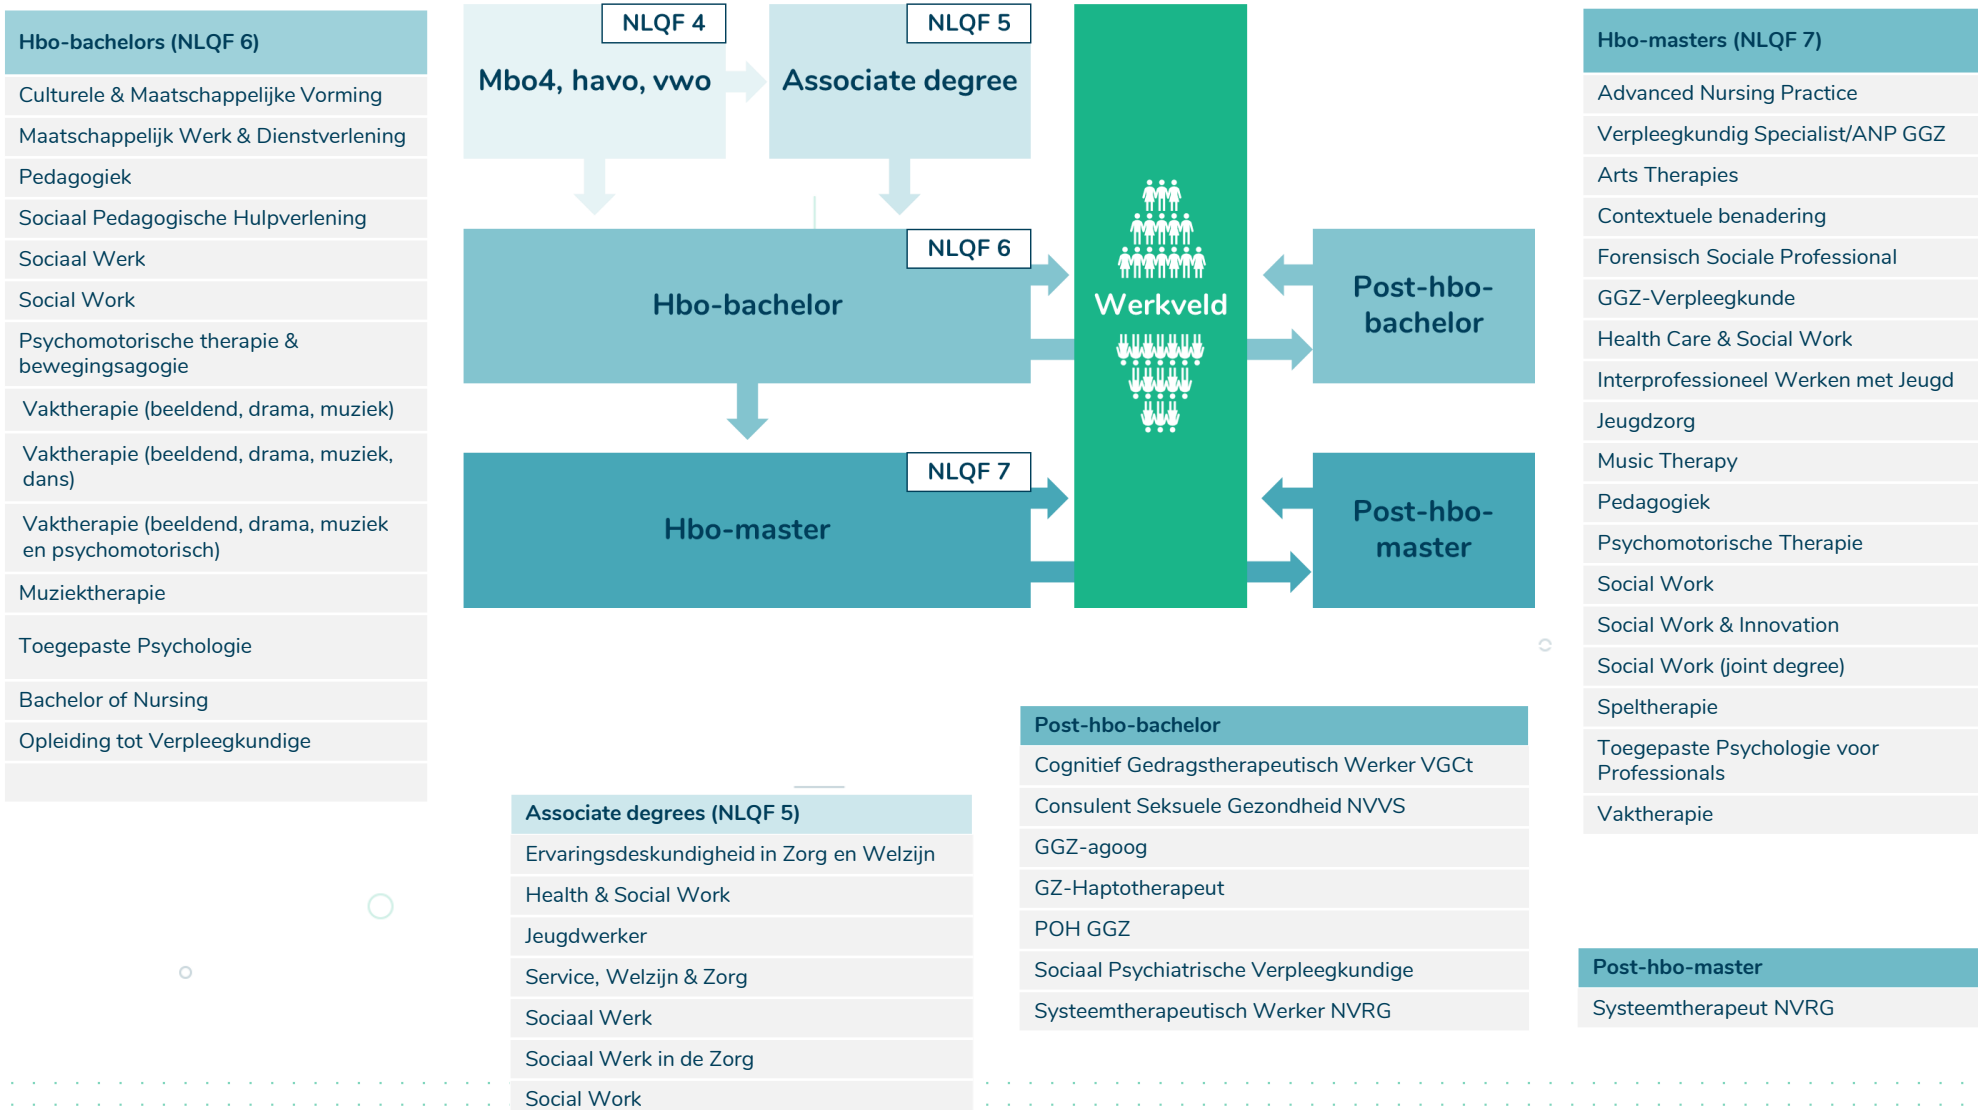 Hbo-bachelors (NLQF 6)
Culturele & Maatschappelijke Vorming
Maatschappelijk Werk & Dienstverlening
Pedagogiek
Sociaal Pedagogische Hulpverlening
Sociaal Werk
Social Work
Psychomotorische therapie &
bewegingsagogie
Vaktherapie (beeldend, drama, muziek)
Vaktherapie (beeldend, drama, muziek,
dans)
Vaktherapie (beeldend, drama, muziek
en psychomotorisch)
Muziektherapie
Toegepaste Psychologie
Bachelor of Nursing
Opleiding tot Verpleegkundige
NLQF 4
Mbo4, havo, vwo
NLQF 5
Associate degree
NLQF 6
Hbo-bachelor
NLQF 7
Hbo-master
Werkveld
Post-hbo-
bachelor
Post-hbo-
master
Associate degrees (NLQF 5)
Ervaringsdeskundigheid in Zorg en Welzijn
Health & Social Work
Jeugdwerker
Service, Welzijn & Zorg
Sociaal Werk
Sociaal Werk in de Zorg
Social Work
Post-hbo-bachelor
Cognitief Gedragstherapeutisch Werker VGCt
Consulent Seksuele Gezondheid NVVS
GGZ-agoog
GZ-Haptotherapeut
POH GGZ
Sociaal Psychiatrische Verpleegkundige
Systeemtherapeutisch Werker NVRG
Hbo-masters (NLQF 7)
Advanced Nursing Practice
Verpleegkundig Specialist/ANP GGZ
Arts Therapies
Contextuele benadering
Forensisch Sociale Professional
GGZ-Verpleegkunde
Health Care & Social Work
Interprofessioneel Werken met Jeugd
Jeugdzorg
Music Therapy
Pedagogiek
Psychomotorische Therapie
Social Work
Social Work & Innovation
Social Work (joint degree)
Speltherapie
Toegepaste Psychologie voor
Professionals
Vaktherapie
Post-hbo-master
Systeemtherapeut NVRG